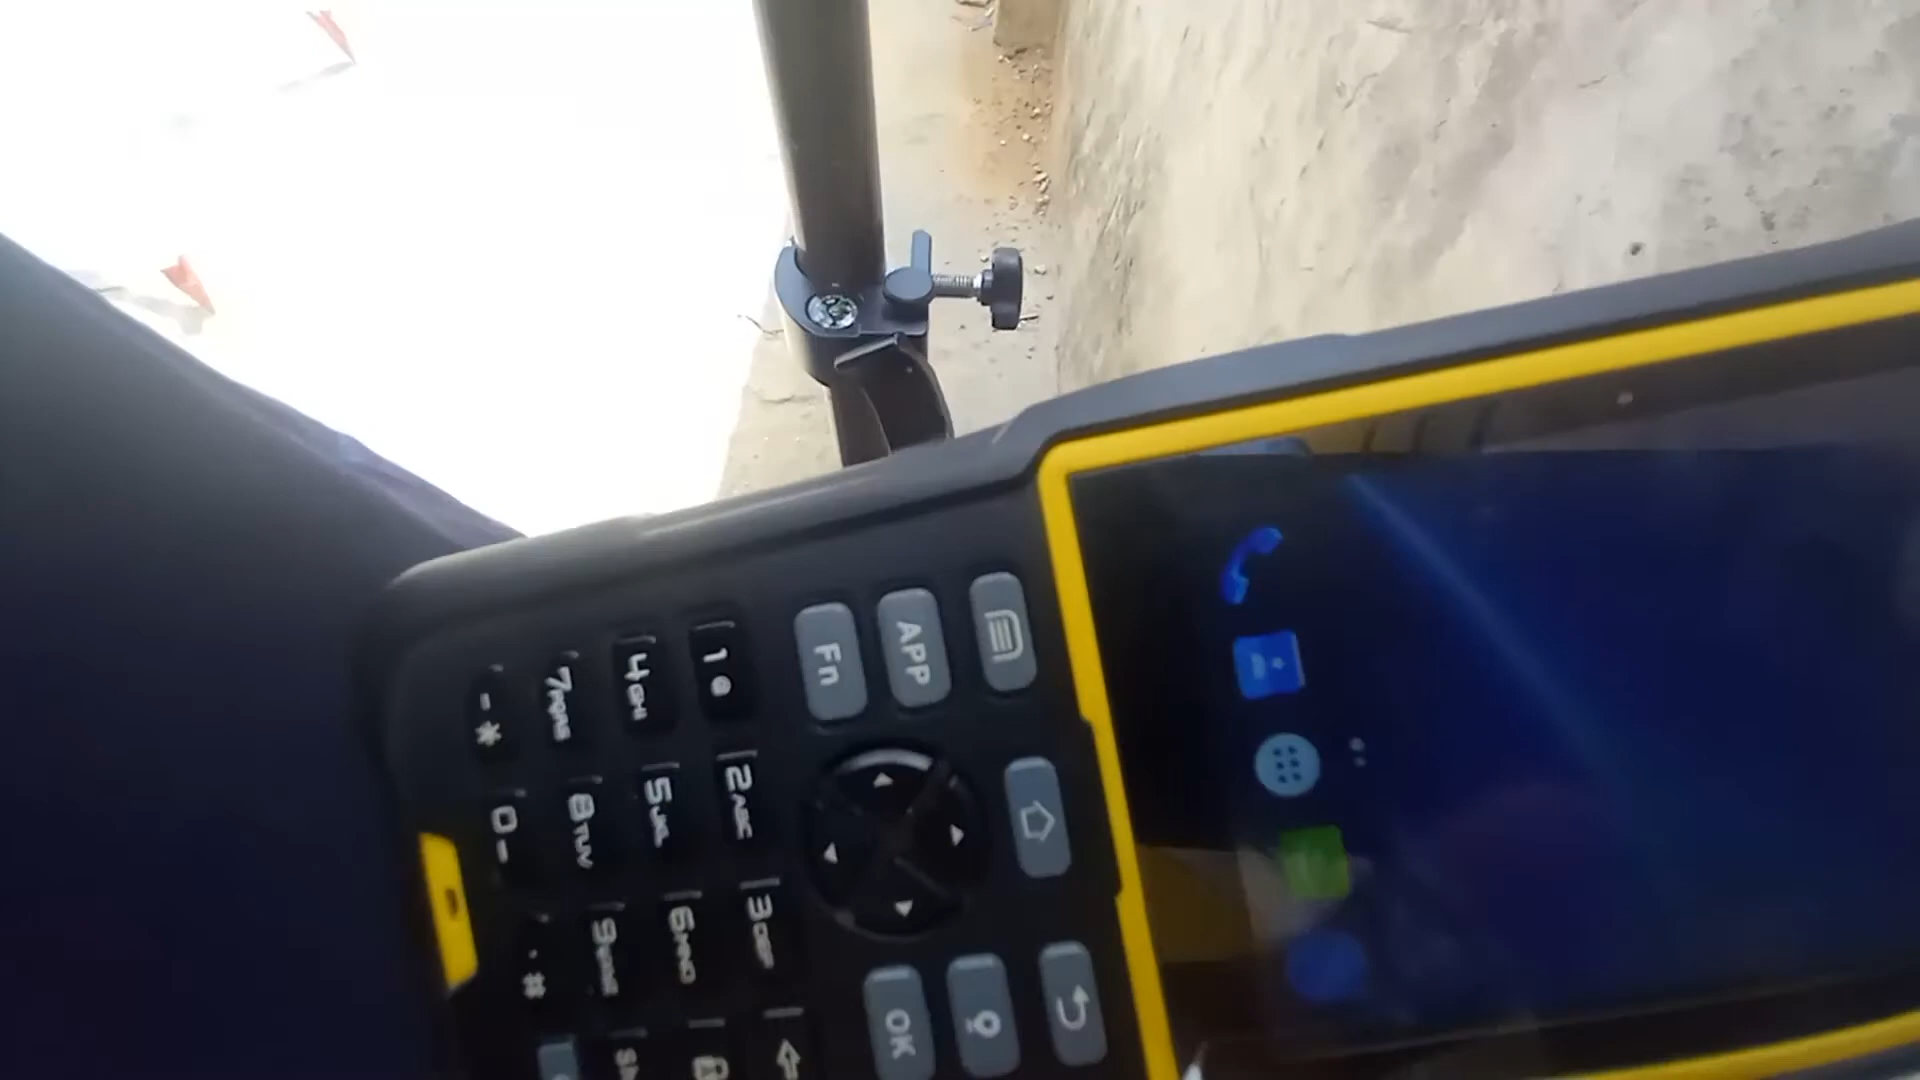 Fn
APP
1 @
2ABC
3DEF
4GHI
5JKL
6MNO
7PQRS
8TUV
9WXYZ
- *
0
. #
OK